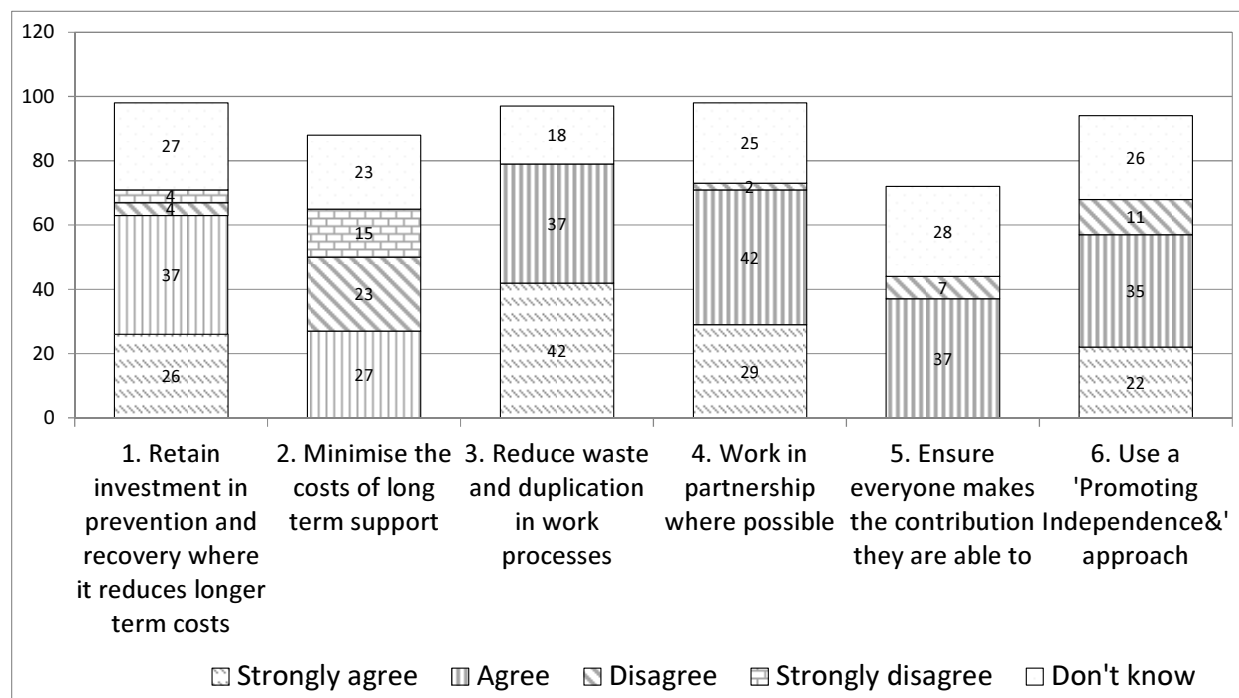 120
100
80
60
40
20
0
27
4
4
37
26
23
15
23
27
18
37
42
25
2
42
29
28
7
37
26
11
35
22
1. Retain
investment in
prevention and
recovery where
it reduces longer
term costs
2. Minimise the
costs of long
term support
3. Reduce waste
and duplication
in work
processes
4. Work in
partnership
where possible
5. Ensure
everyone makes
the contribution
they are able to
6. Use a
'Promoting
Independence&'
approach
Strongly agree
Agree
Disagree
Strongly disagree
Don't know